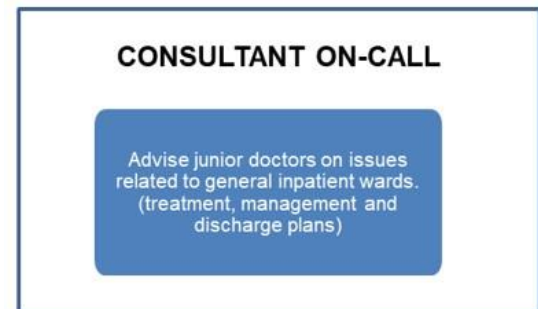 CONSULTANT ON-CALL
Advise junior doctors on issues
related to general inpatient wards.
(treatment, management and
discharge plans)